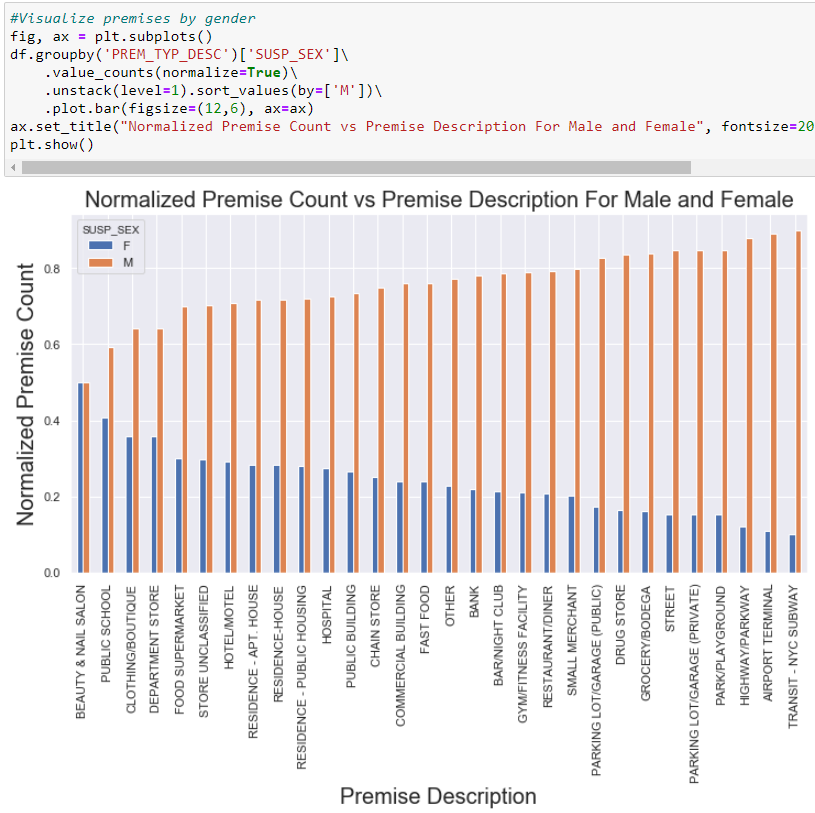 #Visualize premises by gender
fig, ax = plt.subplots()
df.groupby('PREM_TYP_DESC')['SUSP_SEX']\
    .value_counts(normalize=True)\
    .unstack(level=1).sort_values(by=['M'])\
    .plot.bar(figsize=(12,6), ax=ax)
ax.set_title("Normalized Premise Count vs Premise Description For Male and Female", fontsize=20
plt.show()
Normalized Premise Count vs Premise Description For Male and Female
SUSP_SEX
F
M
Normalized Premise Count
0.8
0.6
0.4
0.2
0.0
BEAUTY & NAIL SALON
PUBLIC SCHOOL
CLOTHING/BOUTIQUE
DEPARTMENT STORE
FOOD SUPERMARKET
STORE UNCLASSIFIED
HOTEL/MOTEL
RESIDENCE - APT. HOUSE
RESIDENCE-HOUSE
RESIDENCE - PUBLIC HOUSING
HOSPITAL
PUBLIC BUILDING
CHAIN STORE
COMMERCIAL BUILDING
FAST FOOD
OTHER
BANK
BAR/NIGHT CLUB
GYM/FITNESS FACILITY
RESTAURANT/DINER
SMALL MERCHANT
PARKING LOT/GARAGE (PUBLIC)
DRUG STORE
GROCERY/BODEGA
STREET
PARKING LOT/GARAGE (PRIVATE)
PARK/PLAYGROUND
HIGHWAY/PARKWAY
AIRPORT TERMINAL
TRANSIT - NYC SUBWAY
Premise Description